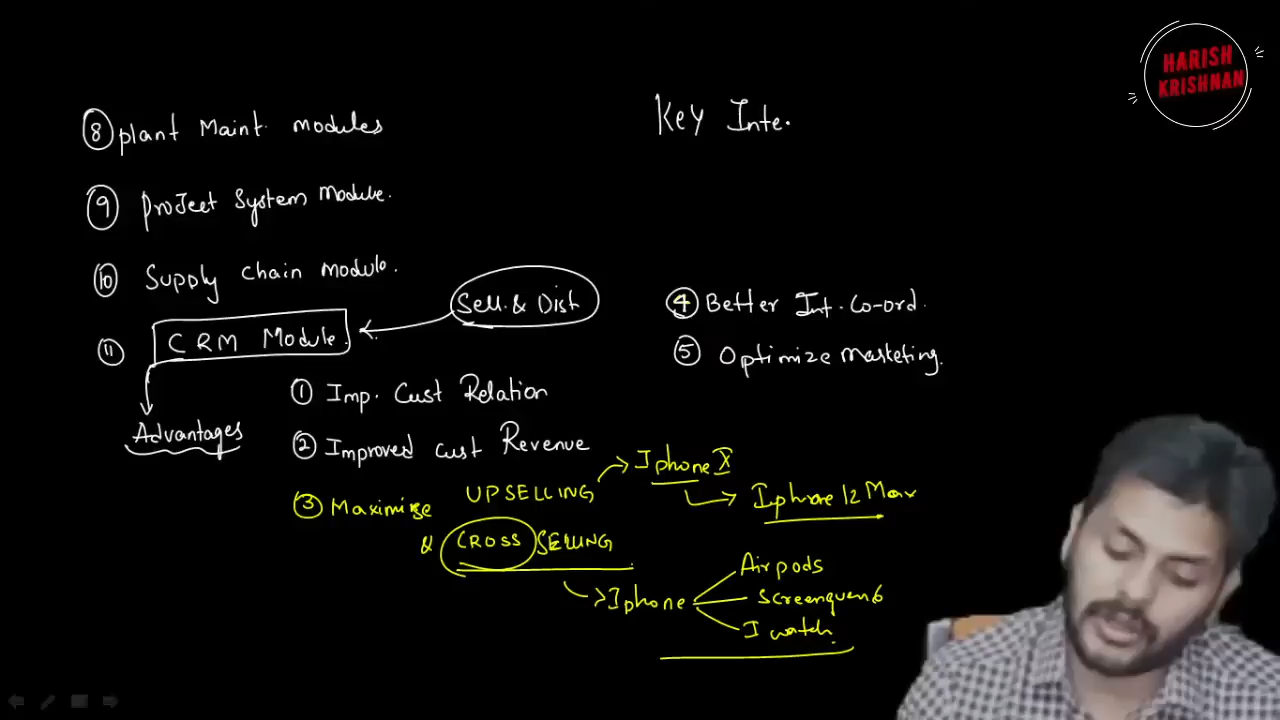 HARISH
KRISHNAN
Key Inte.
8 plant Maint. modules
9 Project System Module.
10 Supply Chain module.
Sell. & Dist
11 CRM Module.
Advantages
1 Imp. Cust Relation
2 Improved cust Revenue
3 Maximize UPSELLING
& CROSS SELLING
Iphone X
Iphone 12 Max
Iphone
Airpods
I watch
4 Better Int. Co-ord.
5 Optimize Marketing.